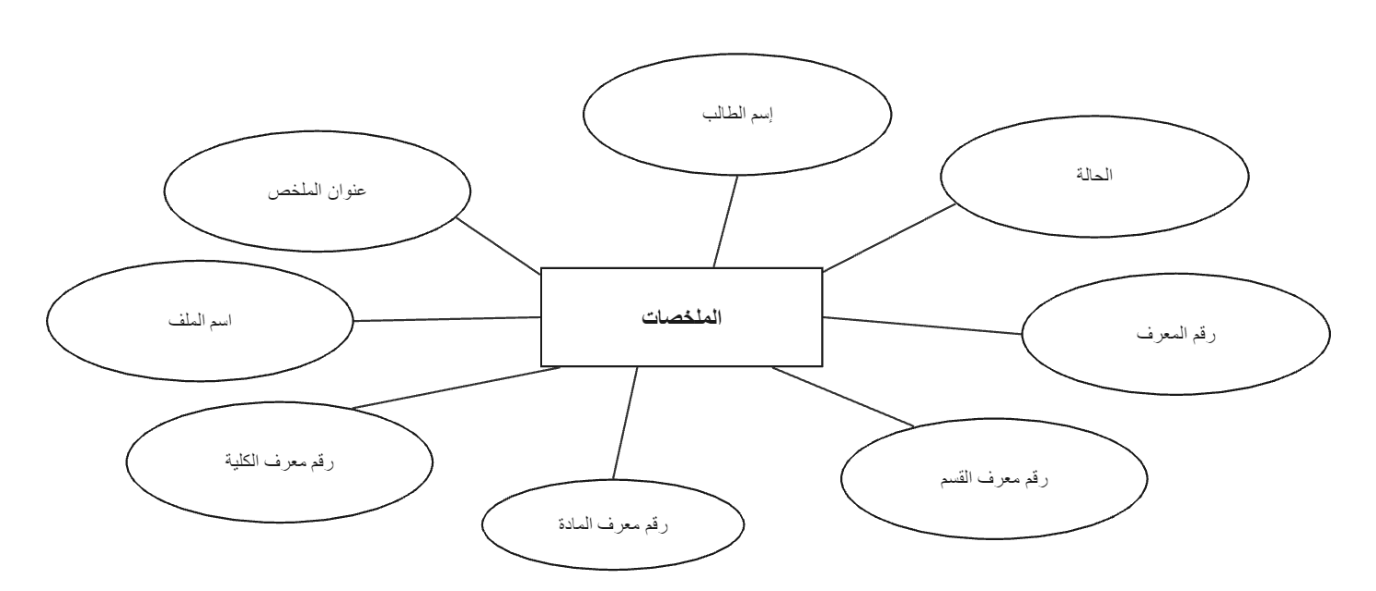 إسم الطالب
الحالة
عنوان الملخص
اسم الملف
الملخصات
رقم المعرف
رقم معرف الكلية
رقم معرف القسم
رقم معرف المادة